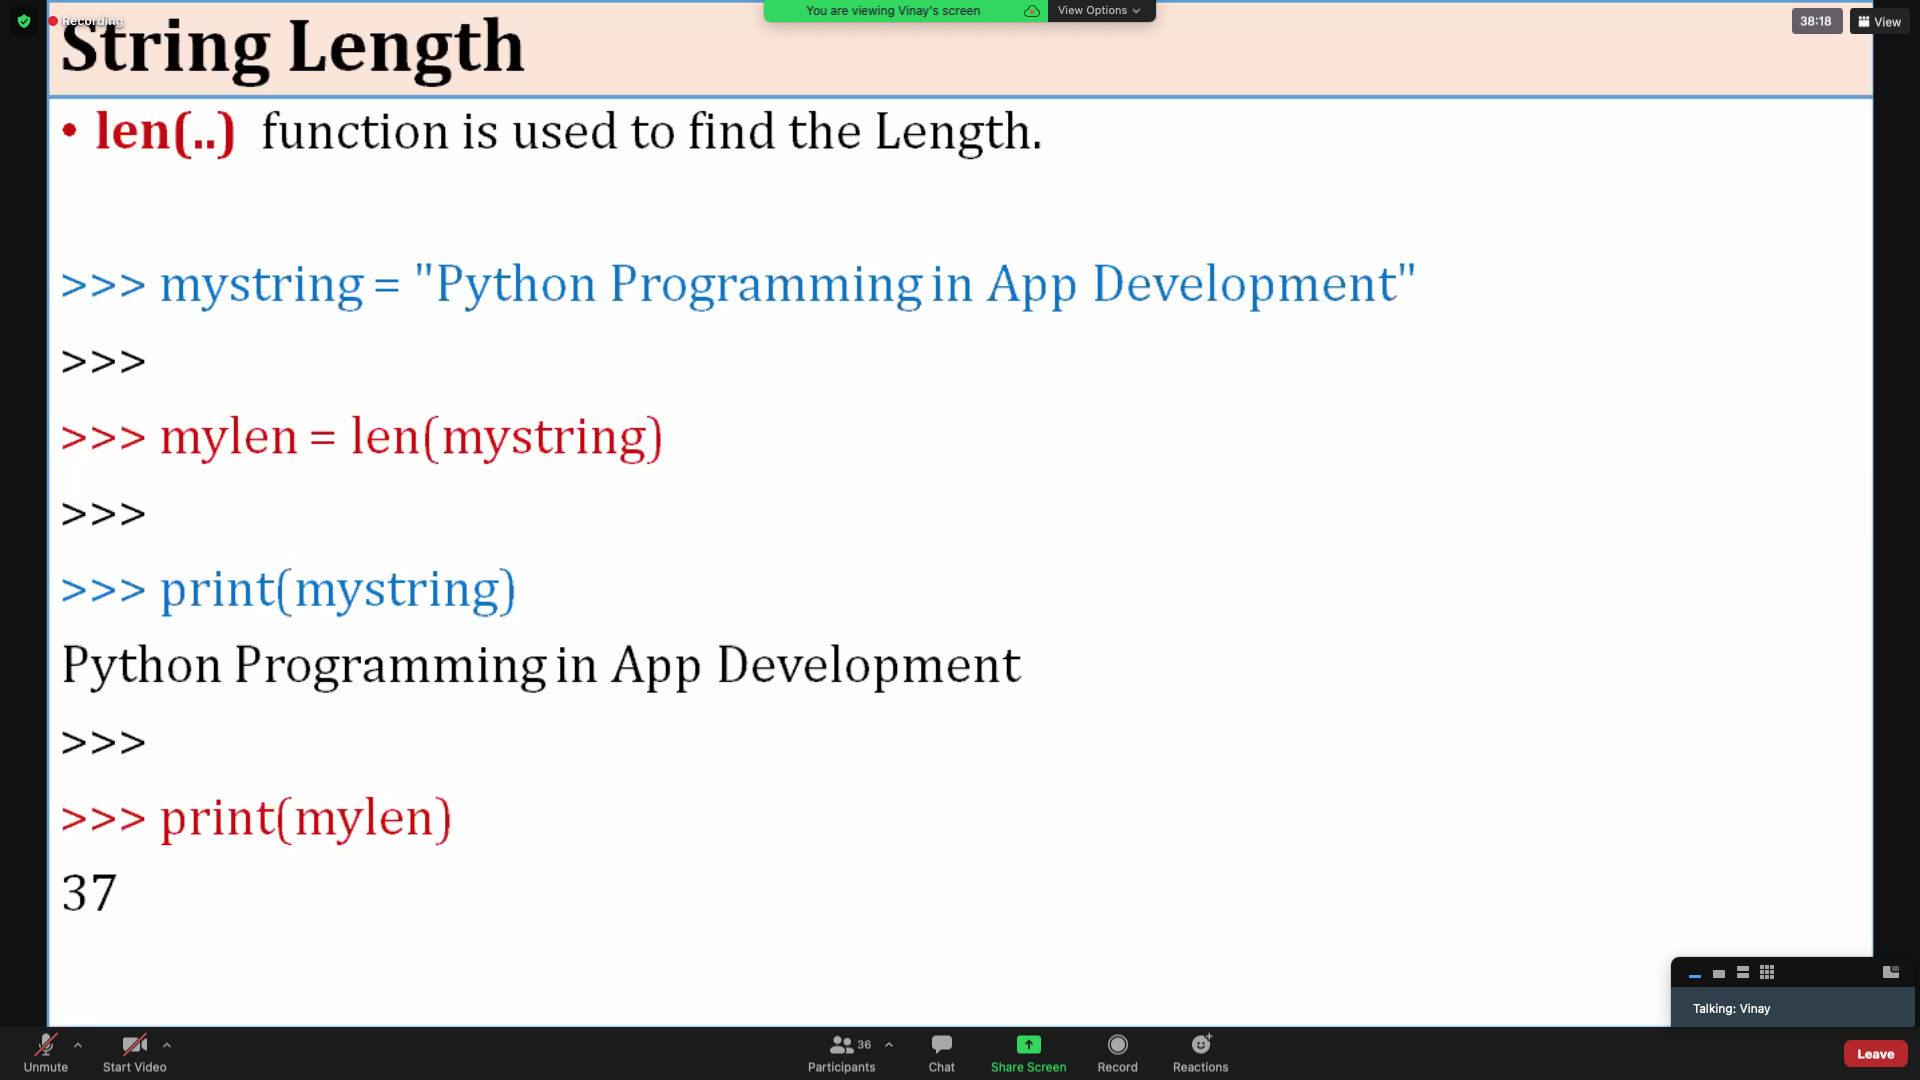 Recording
You are viewing Vinay's screen
View Options
38:18
View
String Length
• len(..) function is used to find the Length.
>>> mystring = "Python Programming in App Development"
>>>
>>> mylen = len(mystring)
>>>
>>> print(mystring)
Python Programming in App Development
>>>
>>> print(mylen)
37
Talking: Vinay
Unmute
Start Video
36
Participants
Chat
Share Screen
Record
Reactions
Leave